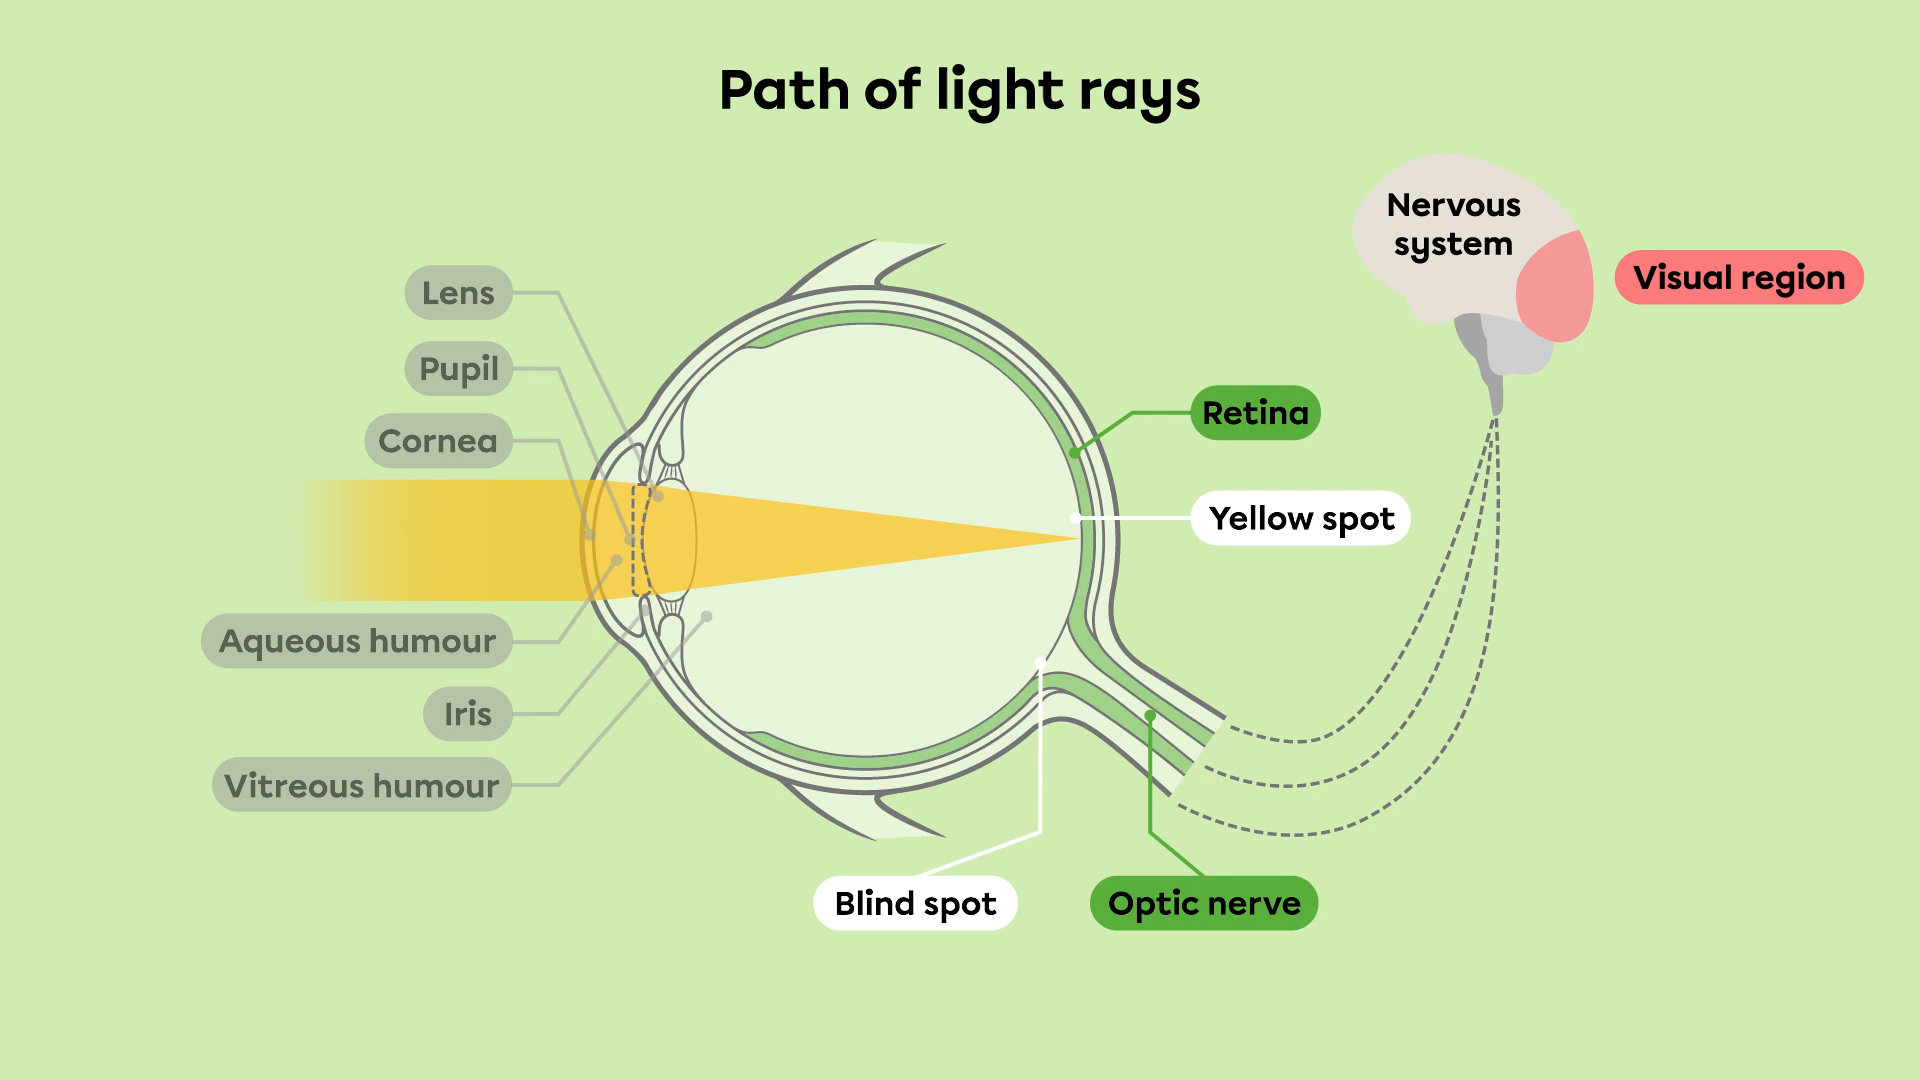 Path of light rays
Nervous
system
Visual region
Lens
Pupil
Cornea
Retina
Yellow spot
Aqueous humour
Iris
Vitreous humour
Blind spot
Optic nerve